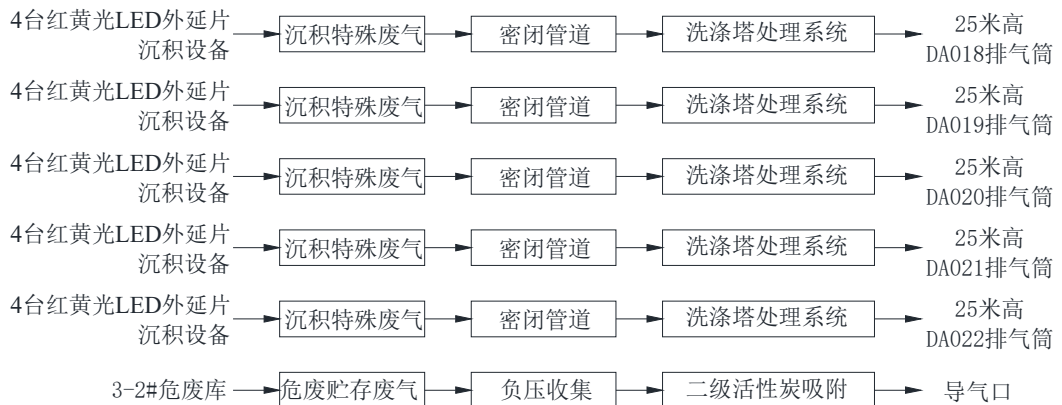 4台红黄光LED外延片
沉积设备
沉积特殊废气
密闭管道
洗涤塔处理系统
25米高
DA018排气筒
4台红黄光LED外延片
沉积设备
沉积特殊废气
密闭管道
洗涤塔处理系统
25米高
DA019排气筒
4台红黄光LED外延片
沉积设备
沉积特殊废气
密闭管道
洗涤塔处理系统
25米高
DA020排气筒
4台红黄光LED外延片
沉积设备
沉积特殊废气
密闭管道
洗涤塔处理系统
25米高
DA021排气筒
4台红黄光LED外延片
沉积设备
沉积特殊废气
密闭管道
洗涤塔处理系统
25米高
DA022排气筒
3-2#危废库
危废贮存废气
负压收集
二级活性炭吸附
导气口